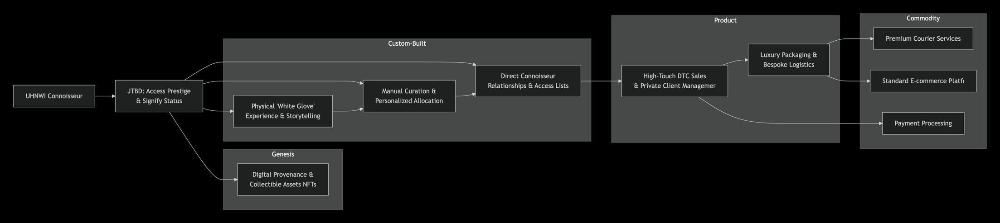 UHNWI Connoisseur
JTBD: Access Prestige
& Signify Status
Custom-Built
Physical 'White Glove'
Experience & Storytelling
Manual Curation &
Personalized Allocation
Direct Connoisseur
Relationships & Access Lists
Genesis
Digital Provenance &
Collectible Assets NFTs
Product
High-Touch DTC Sales
& Private Client Managemer
Luxury Packaging &
Bespoke Logistics
Commodity
Premium Courier Services
Standard E-commerce Platfo
Payment Processing